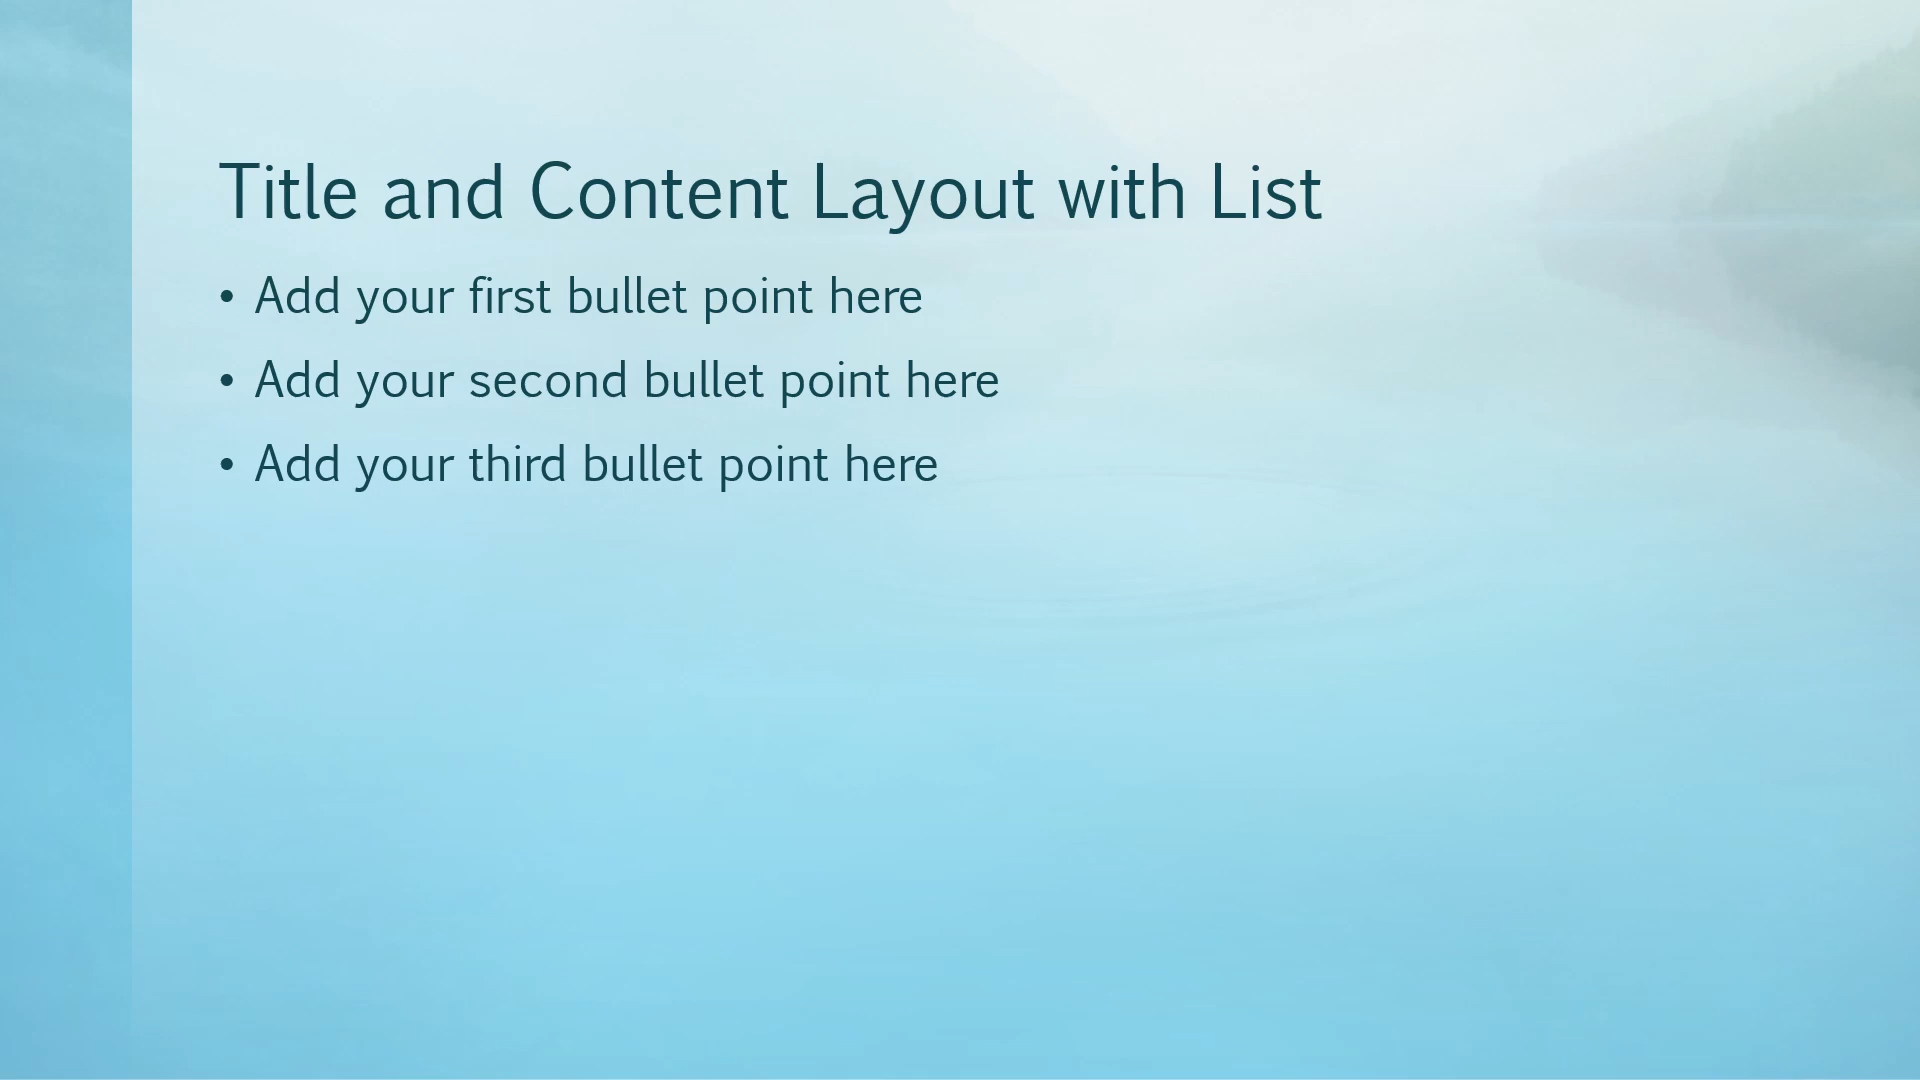 Title and Content Layout with List
• Add your first bullet point here
• Add your second bullet point here
• Add your third bullet point here